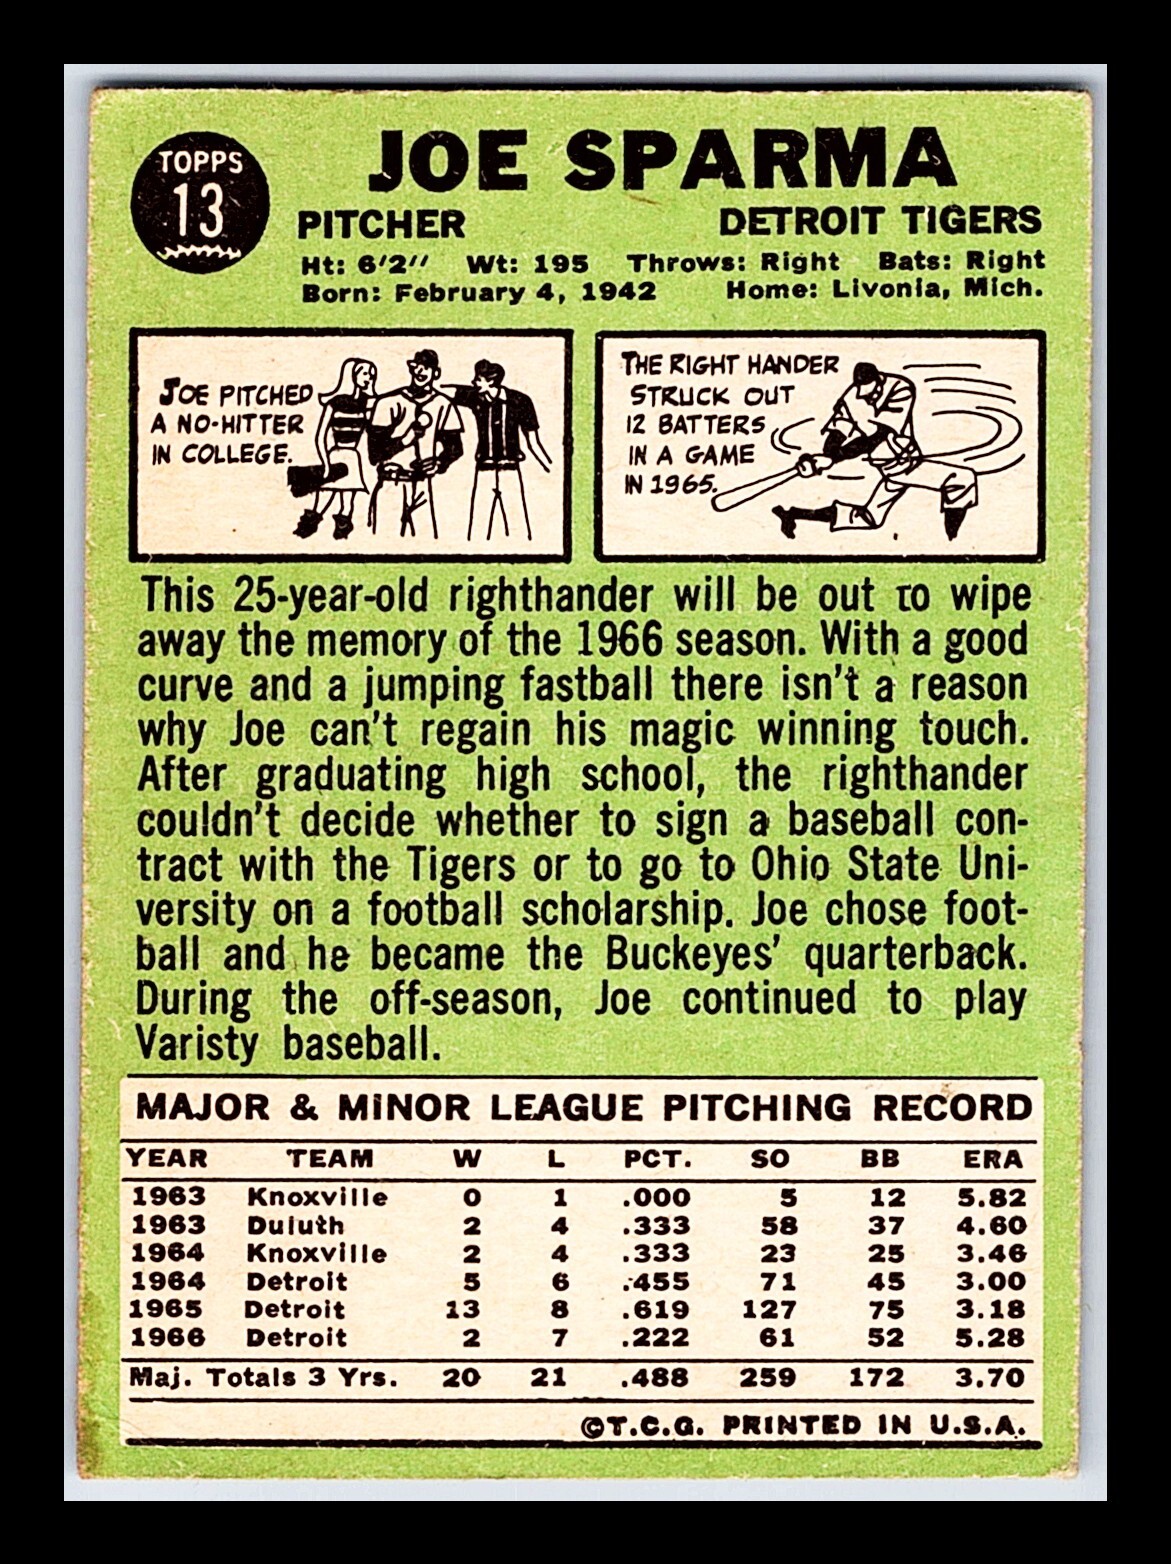 TOPPS
13
JOE SPARMA
PITCHER DETROIT TIGERS
Ht: 6'2" Wt: 195 Throws: Right Bats: Right
Born: February 4, 1942 Home: Livonia, Mich.
JOE PITCHED
A NO-HITTER
IN COLLEGE.
THE RIGHT HANDER
STRUCK OUT
12 BATTERS
IN A GAME
IN 1965.
This 25-year-old righthander will be out to wipe
away the memory of the 1966 season. With a good
curve and a jumping fastball there isn't a reason
why Joe can't regain his magic winning touch.
After graduating high school, the righthander
couldn't decide whether to sign a baseball con-
tract with the Tigers or to go to Ohio State Uni-
versity on a football scholarship. Joe chose foot-
ball and he became the Buckeyes' quarterback.
During the off-season, Joe continued to play
Varisty baseball.
MAJOR & MINOR LEAGUE PITCHING RECORD
YEAR TEAM W L PCT. SO BB ERA
1963 Knoxville 0 1 .000 5 12 5.82
1963 Duluth 2 4 .333 58 37 4.60
1964 Knoxville 2 4 .333 23 25 3.46
1964 Detroit 5 6 .455 71 45 3.00
1965 Detroit 13 8 .619 127 75 3.18
1966 Detroit 2 7 .222 61 52 5.28
Maj. Totals 3 Yrs. 20 21 .488 259 172 3.70
©T.C.G. PRINTED IN U.S.A.